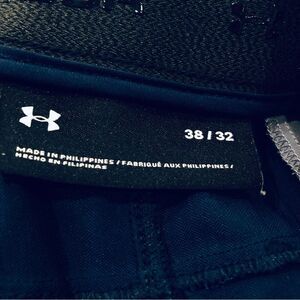 38 / 32
MADE IN PHILIPPINES / FABRIQUÉ AUX PHILIPPINES /
HECHO EN FILIPINAS